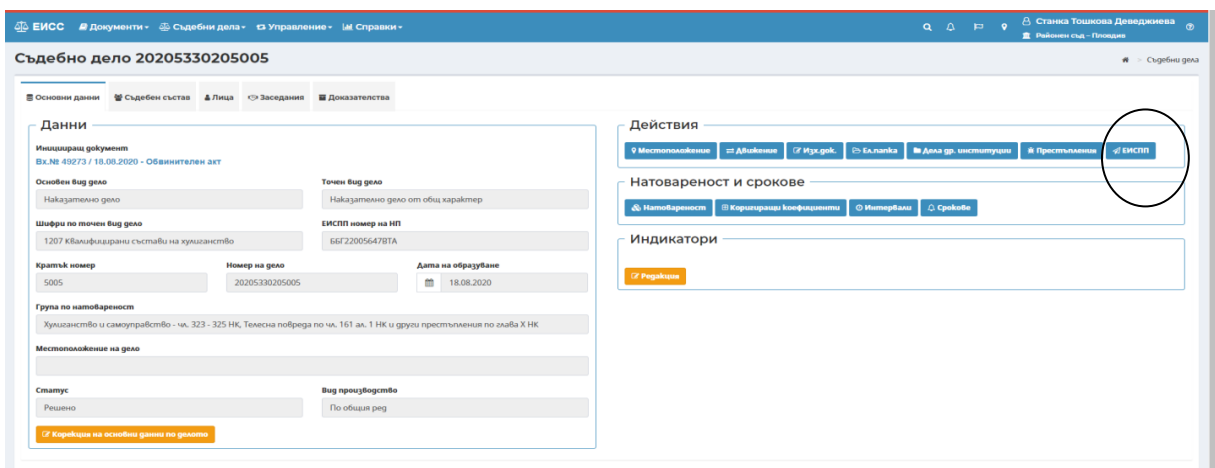 ЕИСС Документи Съдебни дела Управление Справки Станка Тошкова Деведжиева
Районен съд – Пловдив
Съдебно дело 20205330205005
> Съдебни дела
Основни данни Съдебен състав Лица Заседания Доказателства
Данни
Иницииращ документ
Вх.№ 49273 / 18.08.2020 - Обвинителен акт
Основен вид дело Точен вид дело
Наказателно дело Наказателно дело от общ характер
Шифри по точен вид дело ЕИСПП номер на НП
1207 Квалифицирани състави на хулиганство ББГ22005647ВТА
Кратък номер Номер на дело Дата на образуване
5005 20205330205005 18.08.2020
Група по натовареност
Хулиганство и самоуправство - чл. 323 - 325 НК, Телесна повреда по чл. 161 ал. 1 НК и други престъпления по глава X НК
Местоположение на дело
Статус Вид производство
Решено По общия ред
Корекция на основни данни по делото
Действия
Местоположение Движение Изх.док. Ел.папка Дела др. институции Престъпления ЕИСПП
Натовареност и срокове
Натовареност Коригиращи коефициенти Интервали Срокове
Индикатори
Редакция